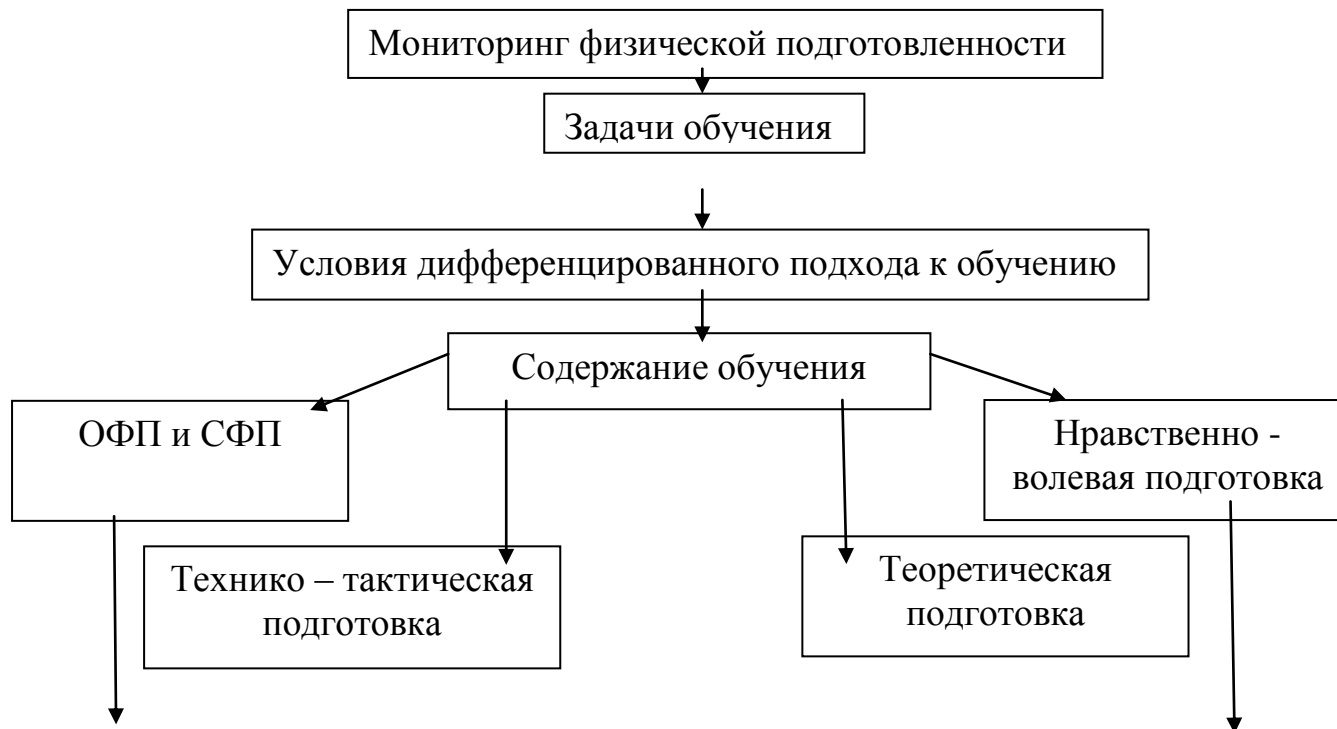 Мониторинг физической подготовленности
Задачи обучения
Условия дифференцированного подхода к обучению
Содержание обучения
ОФП и СФП
Нравственно -
волевая подготовка
Технико – тактическая
подготовка
Теоретическая
подготовка